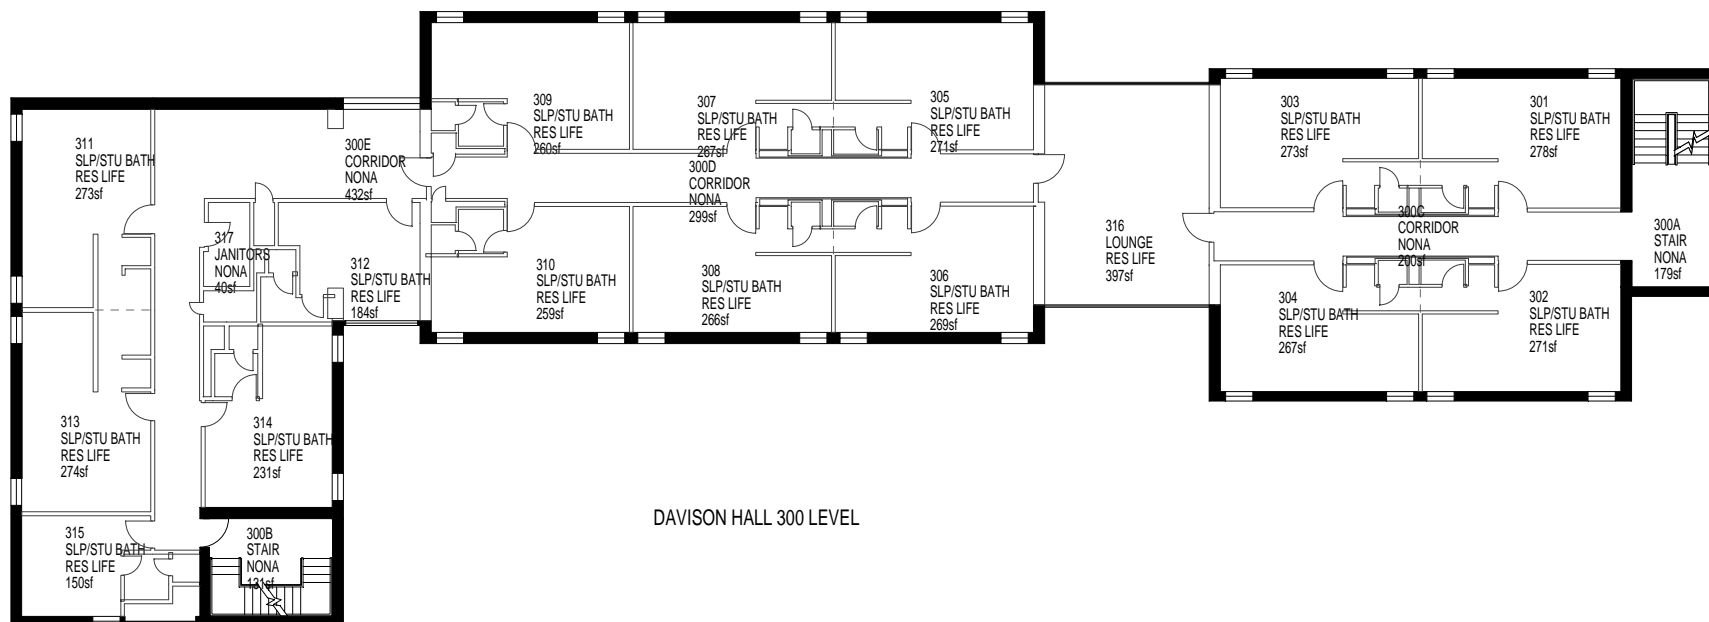 309
SLP/STU BATH
RES LIFE
260sf
307
SLP/STU BATH
RES LIFE
267sf
305
SLP/STU BATH
RES LIFE
271sf
303
SLP/STU BATH
RES LIFE
273sf
301
SLP/STU BATH
RES LIFE
278sf
311
SLP/STU BATH
RES LIFE
273sf
300E
CORRIDOR
NONA
432sf
300D
CORRIDOR
NONA
299sf
300C
CORRIDOR
NONA
200sf
300A
STAIR
NONA
179sf
317
JANITORS
NONA
40sf
312
SLP/STU BATH
RES LIFE
184sf
310
SLP/STU BATH
RES LIFE
259sf
308
SLP/STU BATH
RES LIFE
266sf
306
SLP/STU BATH
RES LIFE
269sf
316
LOUNGE
RES LIFE
397sf
304
SLP/STU BATH
RES LIFE
267sf
302
SLP/STU BATH
RES LIFE
271sf
313
SLP/STU BATH
RES LIFE
274sf
314
SLP/STU BATH
RES LIFE
231sf
315
SLP/STU BATH
RES LIFE
150sf
300B
STAIR
NONA
131sf
DAVISON HALL 300 LEVEL